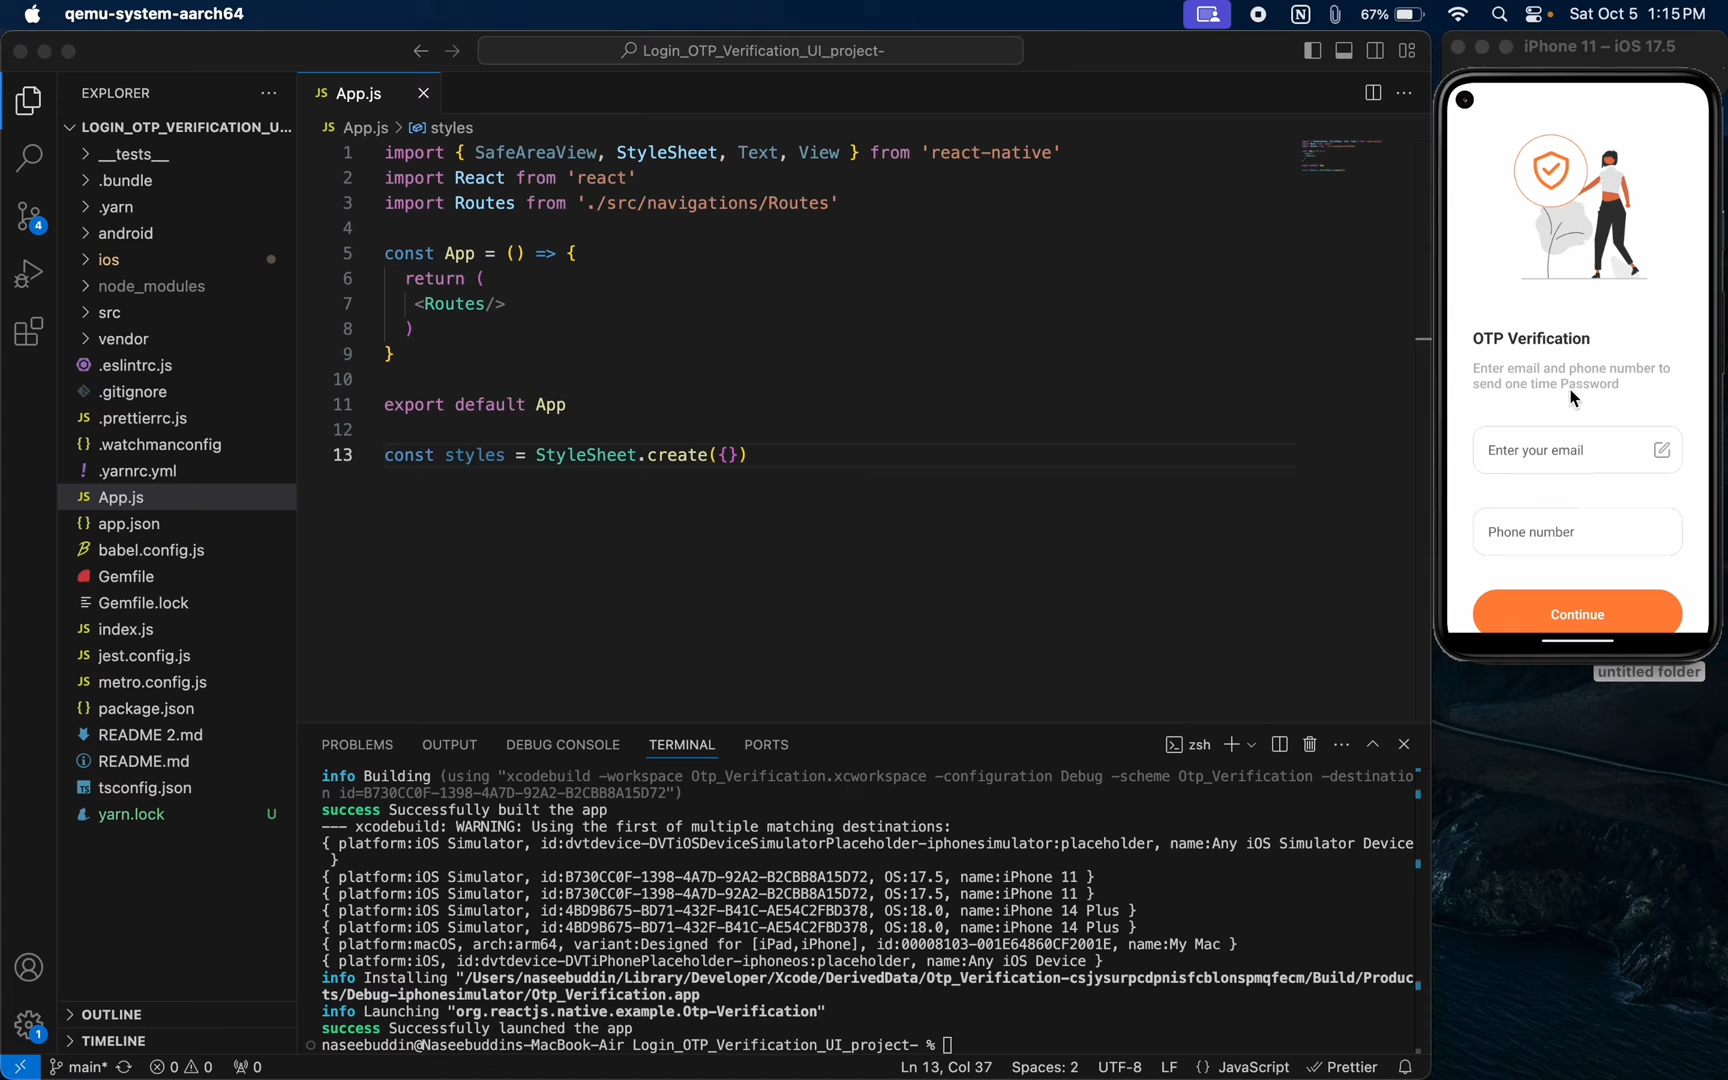 qemu-system-aarch64
67%
Sat Oct 5 1:15 PM
Login_OTP_Verification_UI_project-
iPhone 11 – iOS 17.5
EXPLORER
LOGIN_OTP_VERIFICATION_U...
__tests__
.bundle
.yarn
android
ios
node_modules
src
vendor
.eslintrc.js
.gitignore
JS .prettierrc.js
{} .watchmanconfig
! .yarnrc.yml
JS App.js
{} app.json
babel.config.js
Gemfile
Gemfile.lock
JS index.js
JS jest.config.js
JS metro.config.js
{} package.json
README 2.md
README.md
TS tsconfig.json
yarn.lock U
OUTLINE
TIMELINE
4
1
JS App.js
JS App.js > styles
1 import { SafeAreaView, StyleSheet, Text, View } from 'react-native'
2 import React from 'react'
3 import Routes from './src/navigations/Routes'
4
5 const App = () => {
6 return (
7 <Routes/>
8 )
9 }
10
11 export default App
12
13 const styles = StyleSheet.create({})
PROBLEMS OUTPUT DEBUG CONSOLE TERMINAL PORTS
zsh
info Building (using "xcodebuild -workspace Otp_Verification.xcworkspace -configuration Debug -scheme Otp_Verification -destinatio
n id=B730CC0F-1398-4A7D-92A2-B2CBB8A15D72")
success Successfully built the app
--- xcodebuild: WARNING: Using the first of multiple matching destinations:
{ platform:iOS Simulator, id:dvtdevice-DVTiOSDeviceSimulatorPlaceholder-iphonesimulator:placeholder, name:Any iOS Simulator Device
}
{ platform:iOS Simulator, id:B730CC0F-1398-4A7D-92A2-B2CBB8A15D72, OS:17.5, name:iPhone 11 }
{ platform:iOS Simulator, id:B730CC0F-1398-4A7D-92A2-B2CBB8A15D72, OS:17.5, name:iPhone 11 }
{ platform:iOS Simulator, id:4BD9B675-BD71-432F-B41C-AE54C2FBD378, OS:18.0, name:iPhone 14 Plus }
{ platform:iOS Simulator, id:4BD9B675-BD71-432F-B41C-AE54C2FBD378, OS:18.0, name:iPhone 14 Plus }
{ platform:macOS, arch:arm64, variant:Designed for [iPad,iPhone], id:00008103-001E64860CF2001E, name:My Mac }
{ platform:iOS, id:dvtdevice-DVTiPhonePlaceholder-iphoneos:placeholder, name:Any iOS Device }
info Installing "/Users/naseebuddin/Library/Developer/Xcode/DerivedData/Otp_Verification-csjysurpcdpnisfcblonspmqfecm/Build/Produc
ts/Debug-iphonesimulator/Otp_Verification.app
info Launching "org.reactjs.native.example.Otp-Verification"
success Successfully launched the app
naseebuddin@Naseebuddins-MacBook-Air Login_OTP_Verification_UI_project- %
main* 0 0 0
Ln 13, Col 37 Spaces: 2 UTF-8 LF {} JavaScript Prettier
OTP Verification
Enter email and phone number to
send one time Password
Enter your email
Phone number
Continue
untitled folder